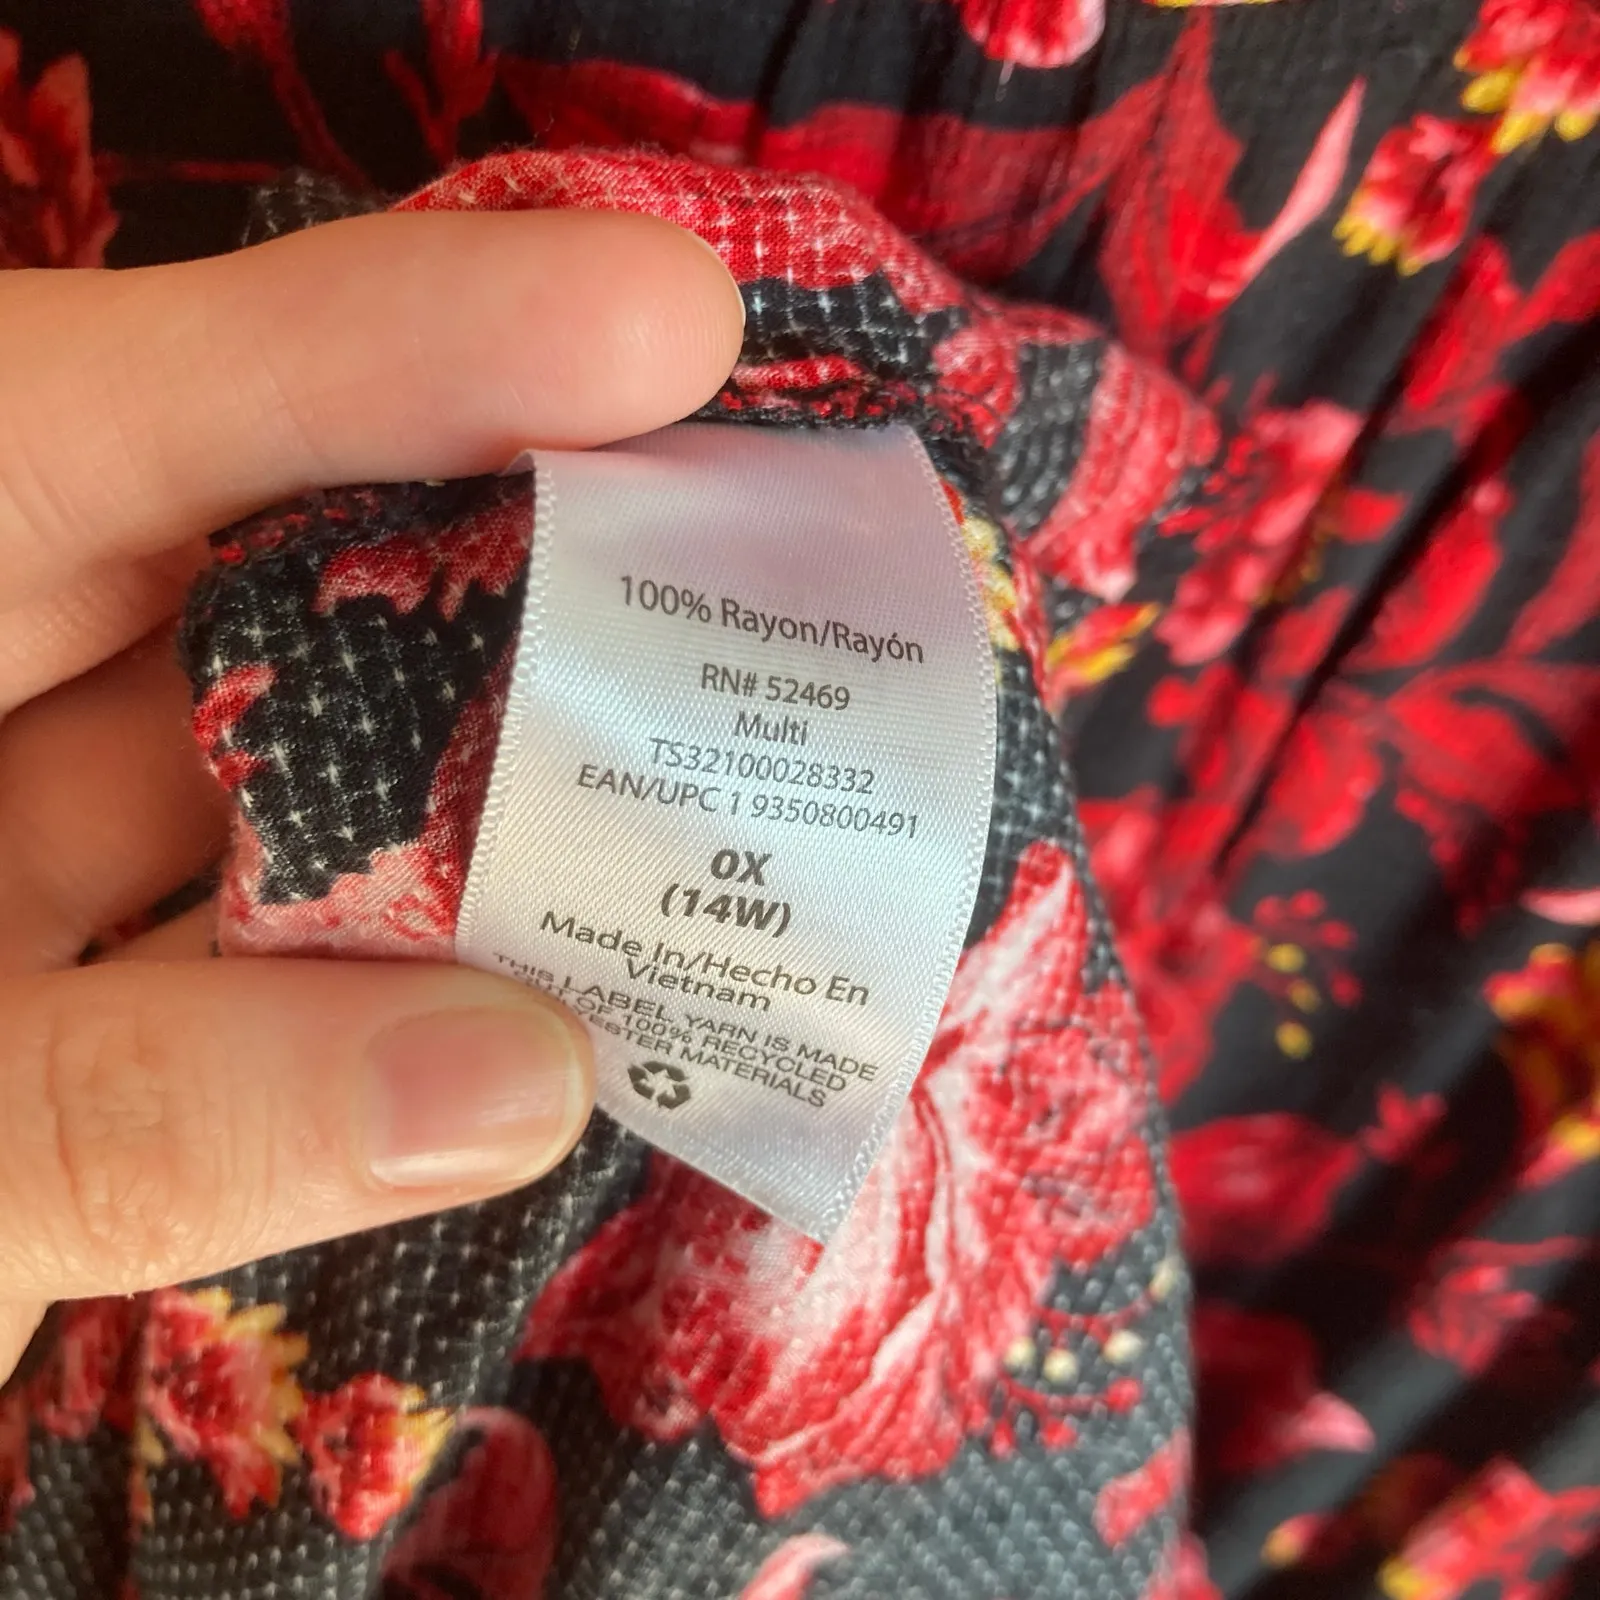 100% Rayon/Rayón
RN# 52469
Multi
TS32100028332
EAN/UPC 1 9350800491
0X
(14W)
Made In/Hecho En
Vietnam
THIS LABEL YARN IS MADE
OUT OF 100% RECYCLED
MATERIALS